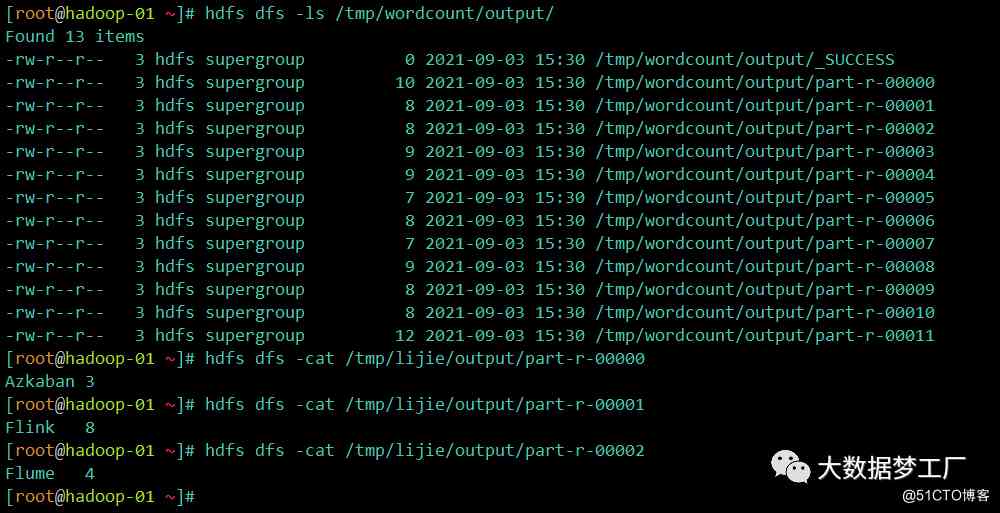 [root@hadoop-01 ~]# hdfs dfs -ls /tmp/wordcount/output/
Found 13 items
-rw-r--r--   3 hdfs supergroup          0 2021-09-03 15:30 /tmp/wordcount/output/_SUCCESS
-rw-r--r--   3 hdfs supergroup         10 2021-09-03 15:30 /tmp/wordcount/output/part-r-00000
-rw-r--r--   3 hdfs supergroup          8 2021-09-03 15:30 /tmp/wordcount/output/part-r-00001
-rw-r--r--   3 hdfs supergroup          8 2021-09-03 15:30 /tmp/wordcount/output/part-r-00002
-rw-r--r--   3 hdfs supergroup          9 2021-09-03 15:30 /tmp/wordcount/output/part-r-00003
-rw-r--r--   3 hdfs supergroup          9 2021-09-03 15:30 /tmp/wordcount/output/part-r-00004
-rw-r--r--   3 hdfs supergroup          7 2021-09-03 15:30 /tmp/wordcount/output/part-r-00005
-rw-r--r--   3 hdfs supergroup          8 2021-09-03 15:30 /tmp/wordcount/output/part-r-00006
-rw-r--r--   3 hdfs supergroup          7 2021-09-03 15:30 /tmp/wordcount/output/part-r-00007
-rw-r--r--   3 hdfs supergroup          9 2021-09-03 15:30 /tmp/wordcount/output/part-r-00008
-rw-r--r--   3 hdfs supergroup          8 2021-09-03 15:30 /tmp/wordcount/output/part-r-00009
-rw-r--r--   3 hdfs supergroup          8 2021-09-03 15:30 /tmp/wordcount/output/part-r-00010
-rw-r--r--   3 hdfs supergroup         12 2021-09-03 15:30 /tmp/wordcount/output/part-r-00011
[root@hadoop-01 ~]# hdfs dfs -cat /tmp/lijie/output/part-r-00000
Azkaban 3
[root@hadoop-01 ~]# hdfs dfs -cat /tmp/lijie/output/part-r-00001
Flink   8
[root@hadoop-01 ~]# hdfs dfs -cat /tmp/lijie/output/part-r-00002
Flume   4
[root@hadoop-01 ~]#
大数据梦工厂
@51CTO博客